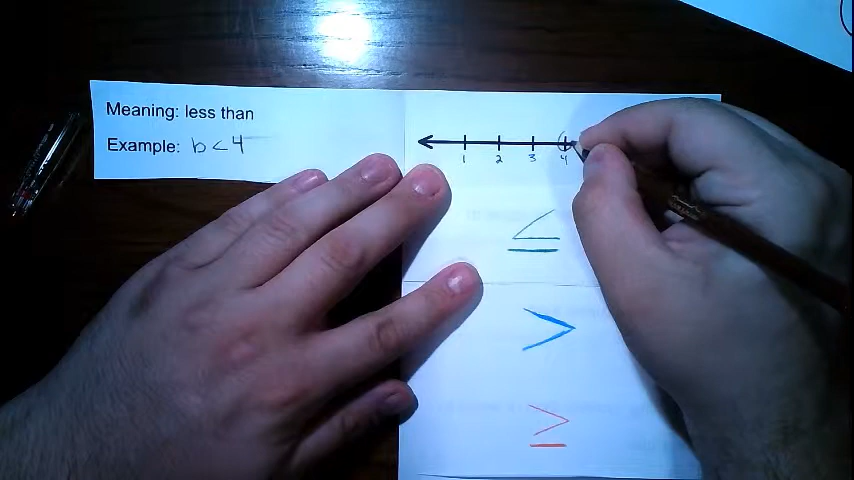 Meaning: less than
Example: b < 4
1 2 3 4
≤
>
≥